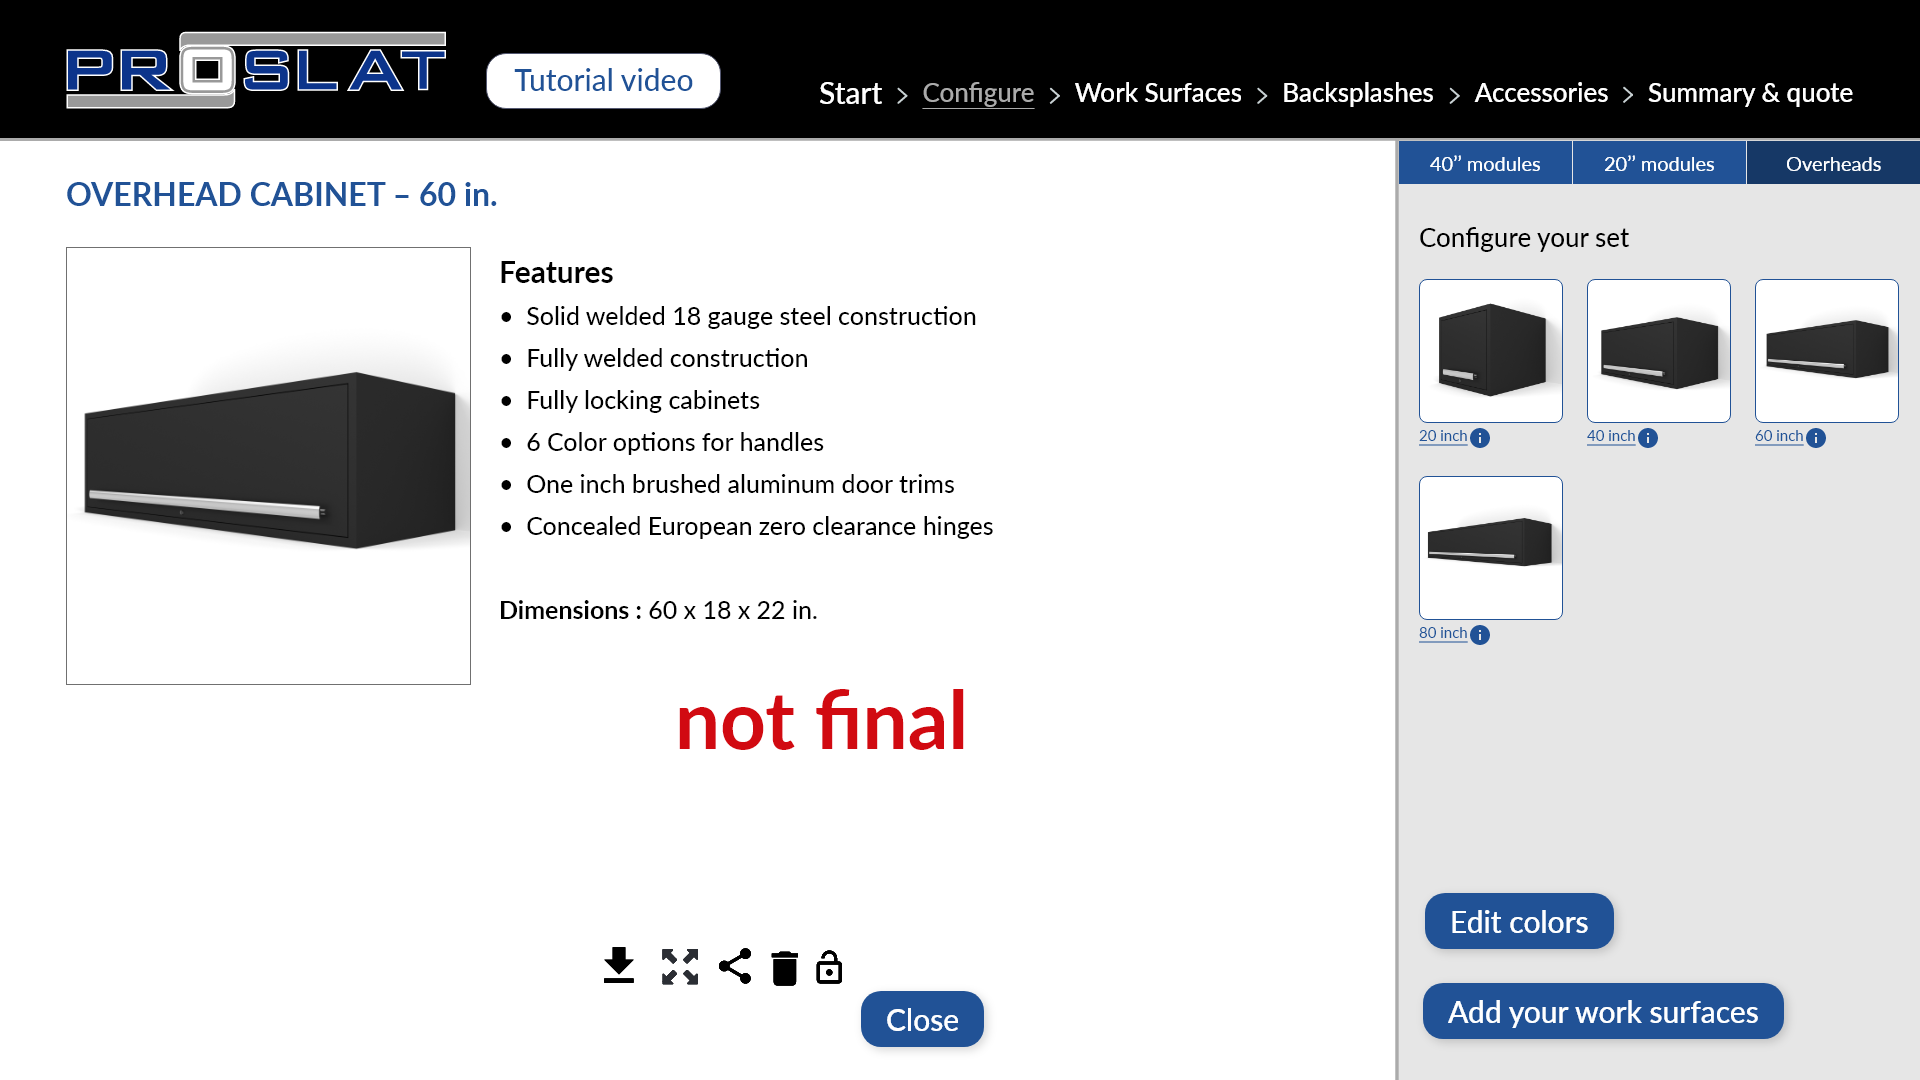 PROSLAT
Tutorial video
Start > Configure > Work Surfaces > Backsplashes > Accessories > Summary & quote
40” modules
20” modules
Overheads
OVERHEAD CABINET – 60 in.
Features
• Solid welded 18 gauge steel construction
• Fully welded construction
• Fully locking cabinets
• 6 Color options for handles
• One inch brushed aluminum door trims
• Concealed European zero clearance hinges
Dimensions : 60 x 18 x 22 in.
not final
Close
Configure your set
20 inch i
40 inch i
60 inch i
80 inch i
Edit colors
Add your work surfaces